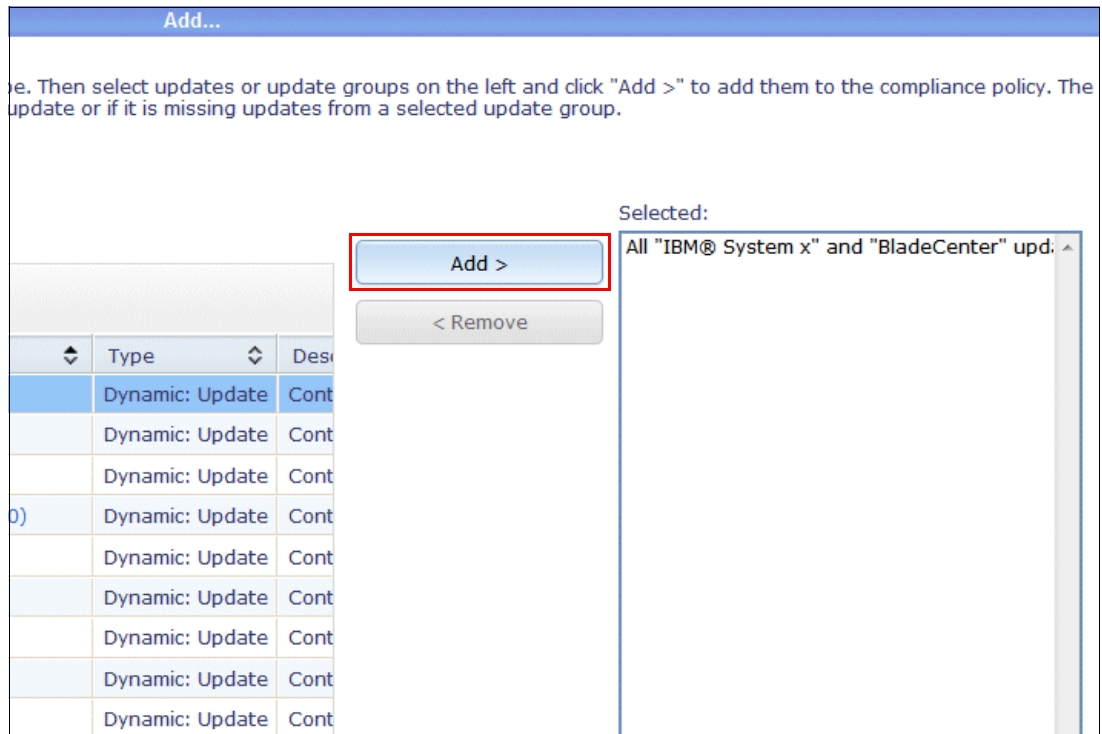 Add...
be. Then select updates or update groups on the left and click "Add >" to add them to the compliance policy. The
update or if it is missing updates from a selected update group.
Selected:
Add >
All "IBM® System x" and "BladeCenter" upda
< Remove
Type Desc
Dynamic: Update Cont
Dynamic: Update Cont
Dynamic: Update Cont
0) Dynamic: Update Cont
Dynamic: Update Cont
Dynamic: Update Cont
Dynamic: Update Cont
Dynamic: Update Cont
Dynamic: Update Cont